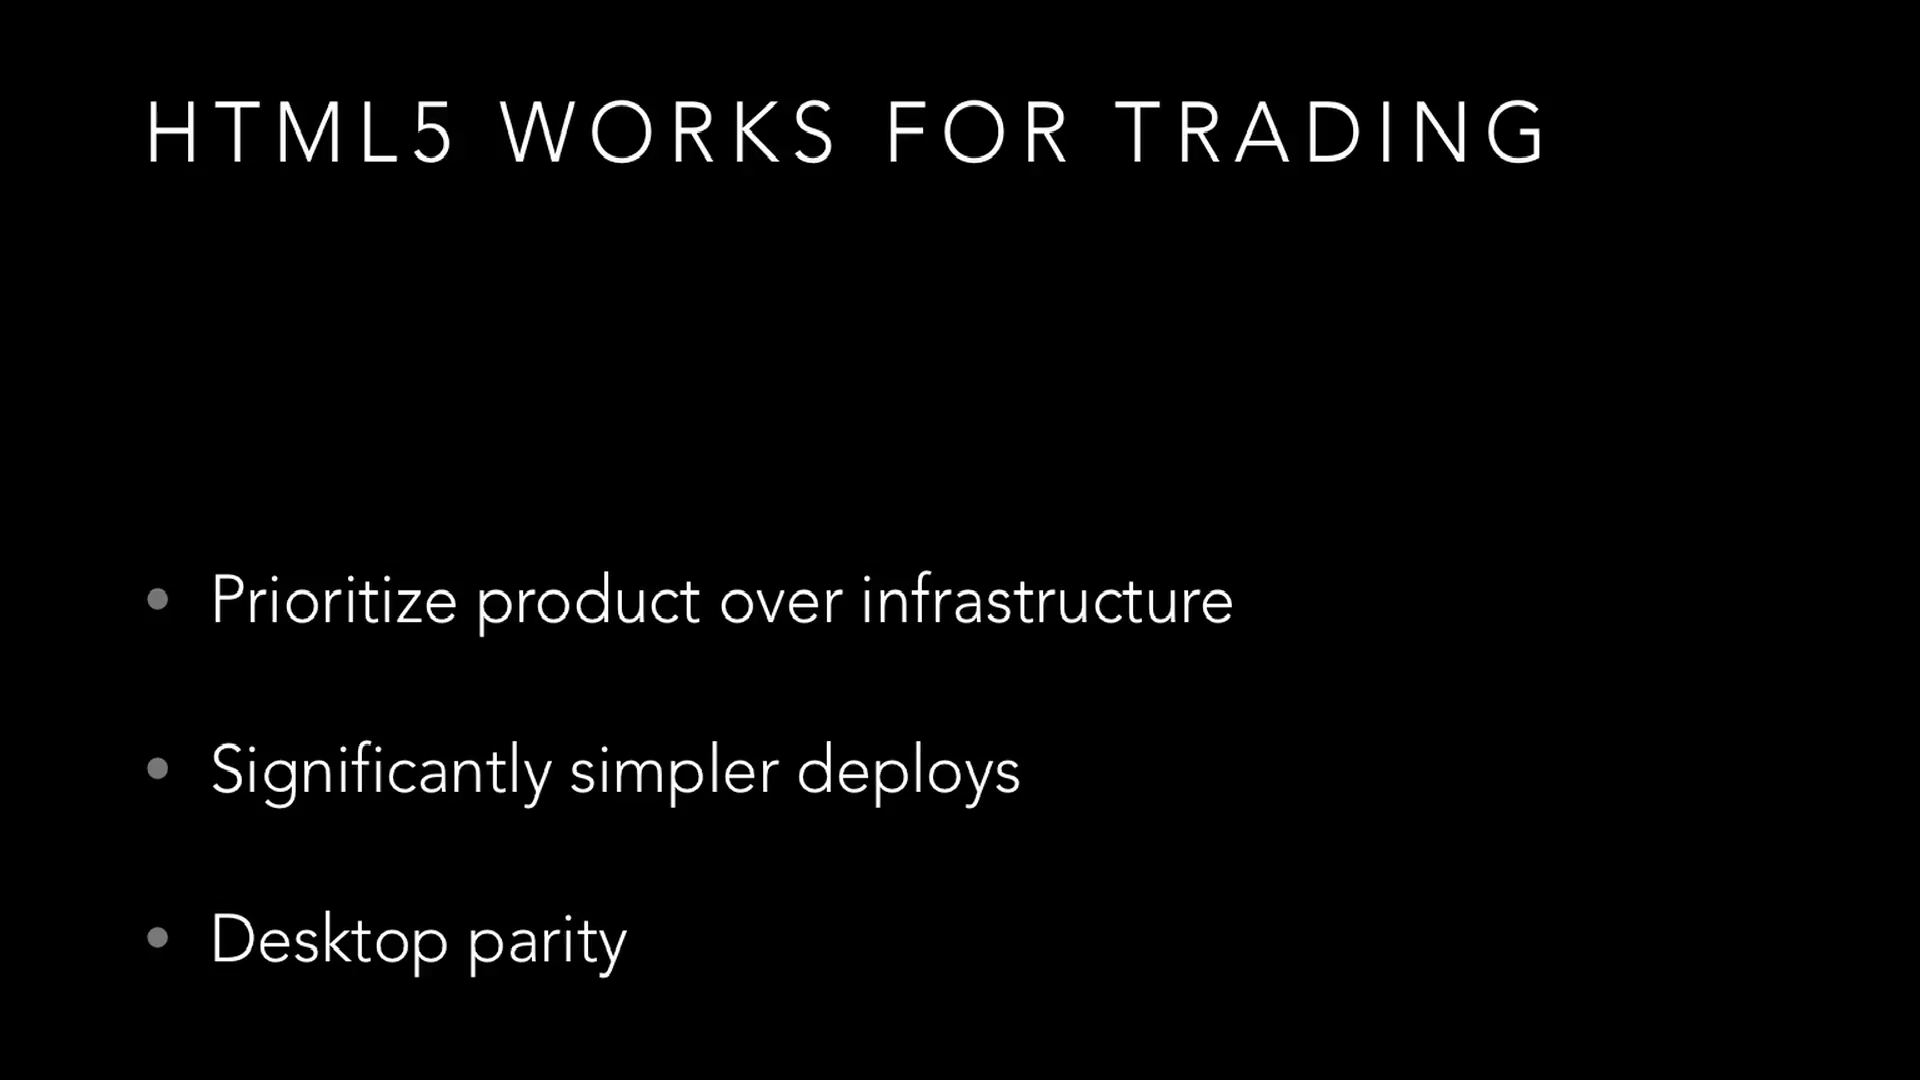 HTML5 WORKS FOR TRADING
• Prioritize product over infrastructure
• Significantly simpler deploys
• Desktop parity